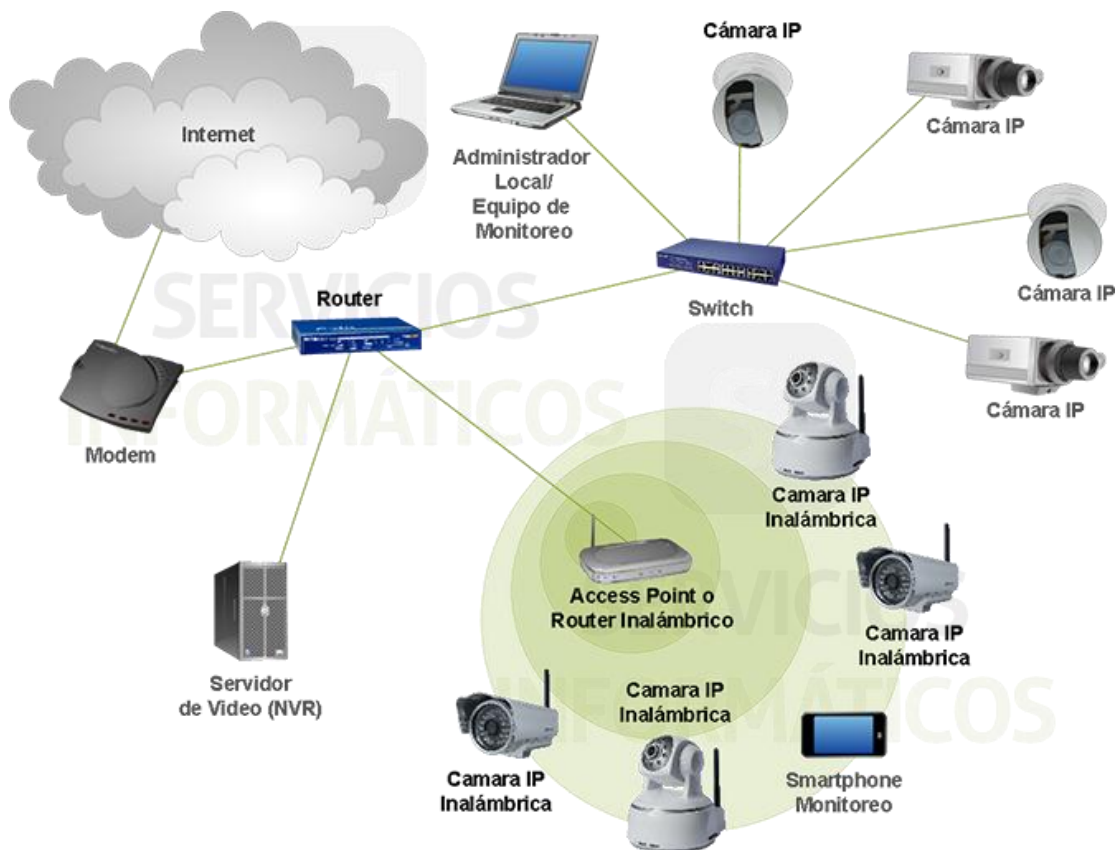 Cámara IP
Internet
Cámara IP
Administrador
Local/
Equipo de
Monitoreo
Cámara IP
SERVICIOS
Router
Switch
INFORMÁTICOS
Cámara IP
Modem
Camara IP
Inalámbrica
Access Point o
Router Inalámbrico
SERVICIOS
Camara IP
Inalámbrica
Servidor
de Video (NVR)
Camara IP
Inalámbrica
INFORMÁTICOS
Camara IP
Inalámbrica
Smartphone
Monitoreo